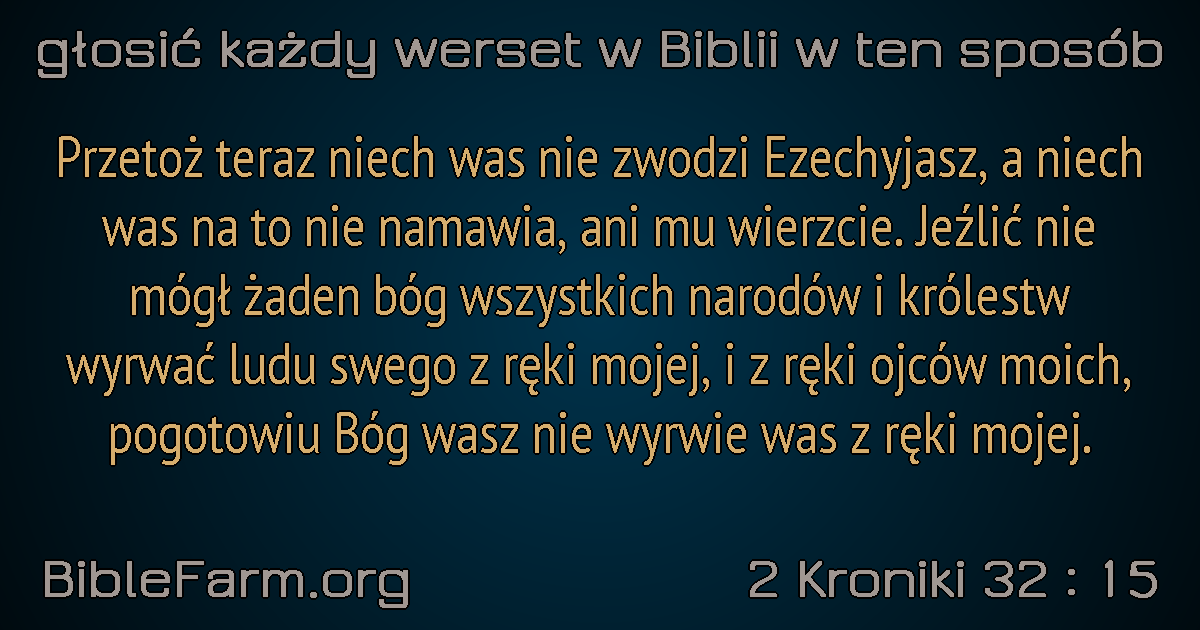 głosić każdy werset w Biblii w ten sposób
Przetoż teraz niech was nie zwodzi Ezechyjasz, a niech
was na to nie namawia, ani mu wierzcie. Jeźlić nie
mógł żaden bóg wszystkich narodów i królestw
wyrwać ludu swego z ręki mojej, i z ręki ojców moich,
pogotowiu Bóg wasz nie wyrwie was z ręki mojej.
BibleFarm.org
2 Kroniki 32 : 15